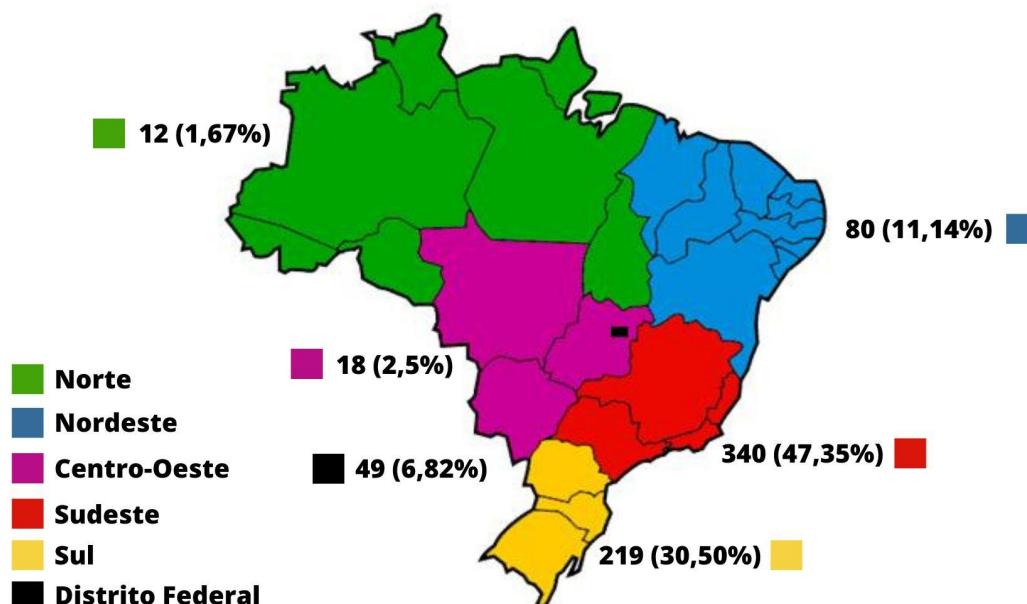 12 (1,67%)
80 (11,14%)
18 (2,5%)
49 (6,82%)
340 (47,35%)
219 (30,50%)
Norte
Nordeste
Centro-Oeste
Sudeste
Sul
Distrito Federal